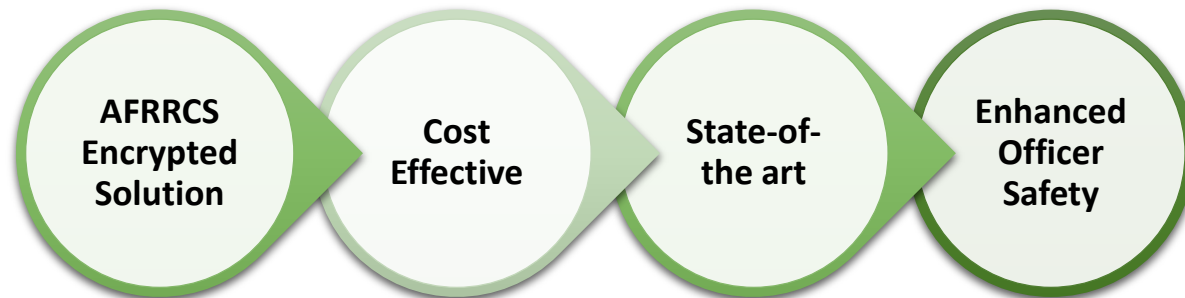 AFRRCS
Encrypted
Solution
Cost
Effective
State-of-
the art
Enhanced
Officer
Safety